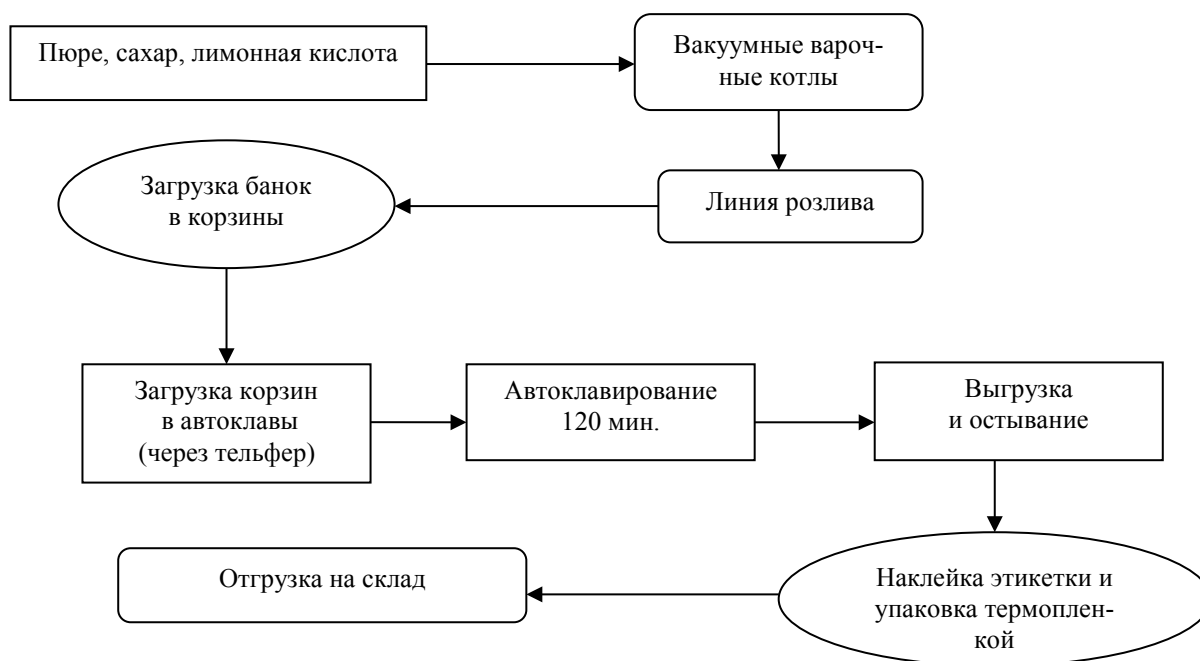 Пюре, сахар, лимонная кислота
Вакуумные вароч-
ные котлы
Линия розлива
Загрузка банок
в корзины
Загрузка корзин
в автоклавы
(через тельфер)
Автоклавирование
120 мин.
Выгрузка
и остывание
Наклейка этикетки и
упаковка термоплен-
кой
Отгрузка на склад